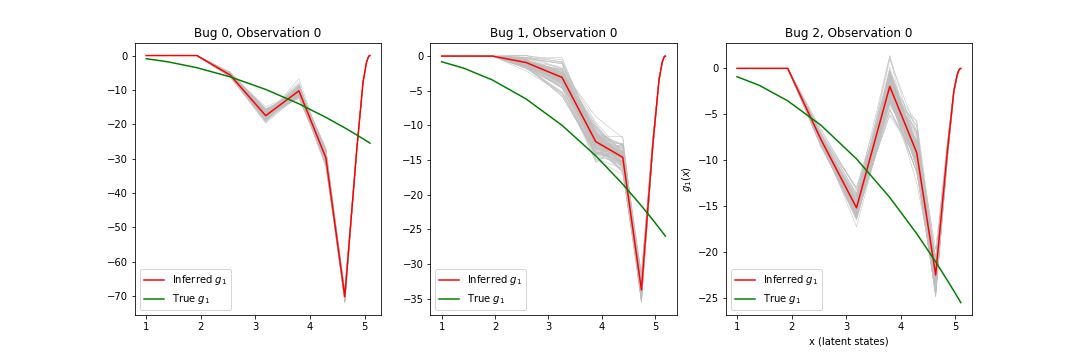 Bug 0, Observation 0
0
−10
−20
−30
−40
−50
−60
−70
1 2 3 4 5
Inferred g₁
True g₁
Bug 1, Observation 0
0
−5
−10
−15
−20
−25
−30
−35
1 2 3 4 5
Inferred g₁
True g₁
Bug 2, Observation 0
g₁(x)
0
−5
−10
−15
−20
−25
1 2 3 4 5
x (latent states)
Inferred g₁
True g₁